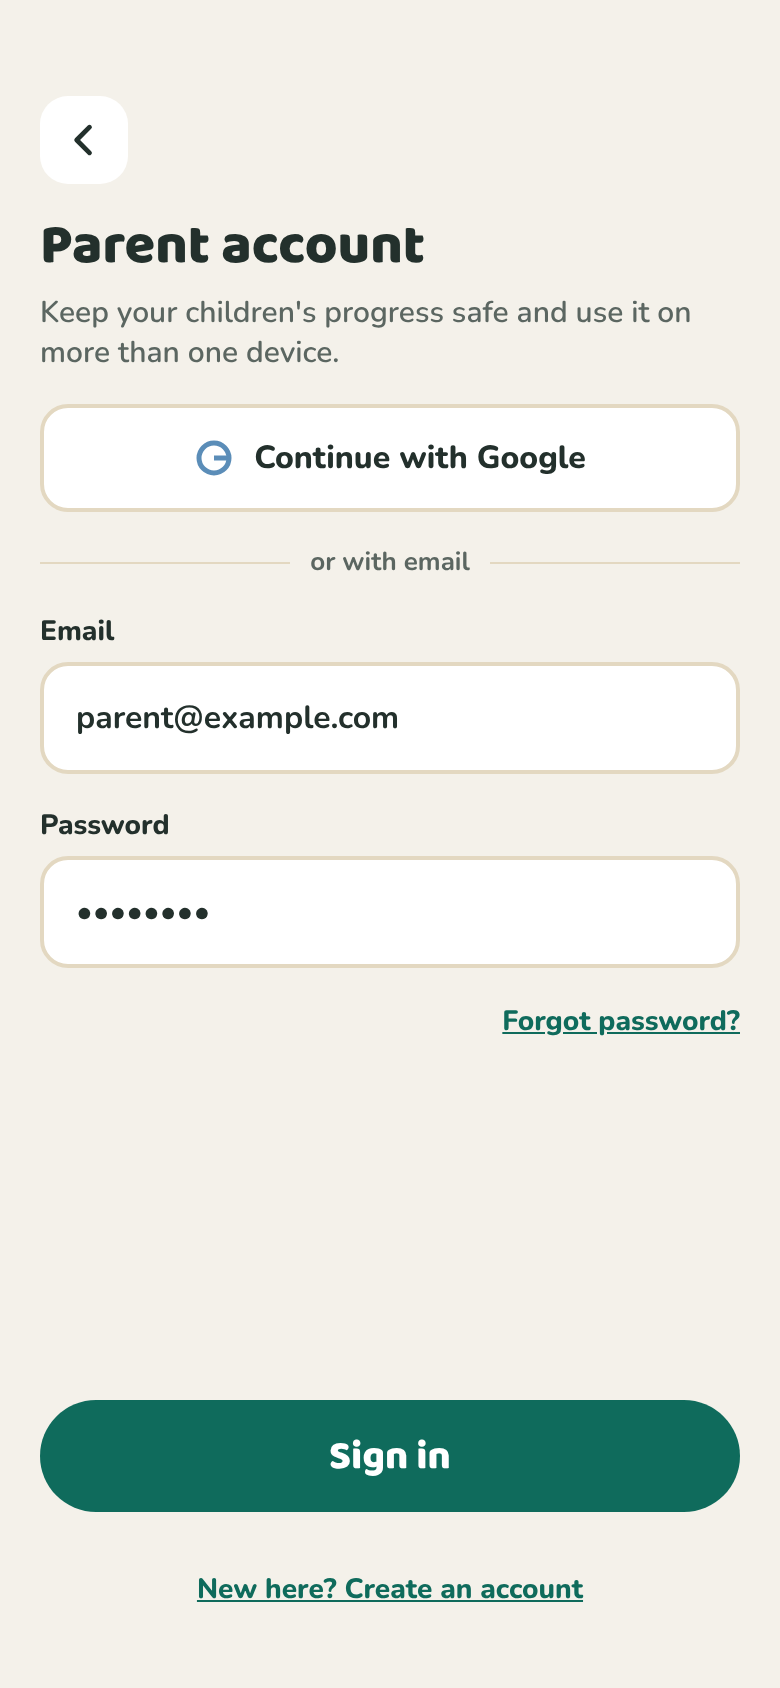 Parent account
Keep your children's progress safe and use it on
more than one device.
Continue with Google
or with email
Email
parent@example.com
Password
••••••••
Forgot password?
Sign in
New here? Create an account